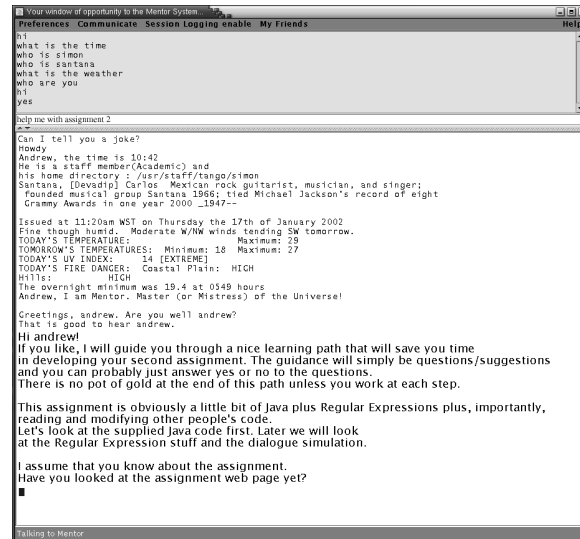 Your window of opportunity to the Mentor System...
Preferences Communicate Session Logging enable My Friends Help
hi
what is the time
who is simon
who is santana
what is the weather
who are you
hi
yes
help me with assignment 2
Can I tell you a joke?
Howdy
Andrew, the time is 10:42
He is a staff member(Academic) and
his home directory : /usr/staff/tango/simon
Santana, [Devadip] Carlos Mexican rock guitarist, musician, and singer;
founded musical group Santana 1966; tied Michael Jackson's record of eight
Grammy Awards in one year 2000 _1947--
Issued at 11:20am WST on Thursday the 17th of January 2002
Fine though humid. Moderate W/NW winds tending SW tomorrow.
TODAY'S TEMPERATURE: Maximum: 29
TOMORROW'S TEMPERATURES: Minimum: 18 Maximum: 27
TODAY'S UV INDEX: 14 [EXTREME]
TODAY'S FIRE DANGER: Coastal Plain: HIGH
Hills: HIGH
The overnight minimum was 19.4 at 0549 hours
Andrew, I am Mentor. Master (or Mistress) of the Universe!
Greetings, andrew. Are you well andrew?
That is good to hear andrew.
Hi andrew!
If you like, I will guide you through a nice learning path that will save you time
in developing your second assignment. The guidance will simply be questions/suggestions
and you can probably just answer yes or no to the questions.
There is no pot of gold at the end of this path unless you work at each step.
This assignment is obviously a little bit of Java plus Regular Expressions plus, importantly,
reading and modifying other people's code.
Let's look at the supplied Java code first. Later we will look
at the Regular Expression stuff and the dialogue simulation.
I assume that you know about the assignment.
Have you looked at the assignment web page yet?
Talking to Mentor